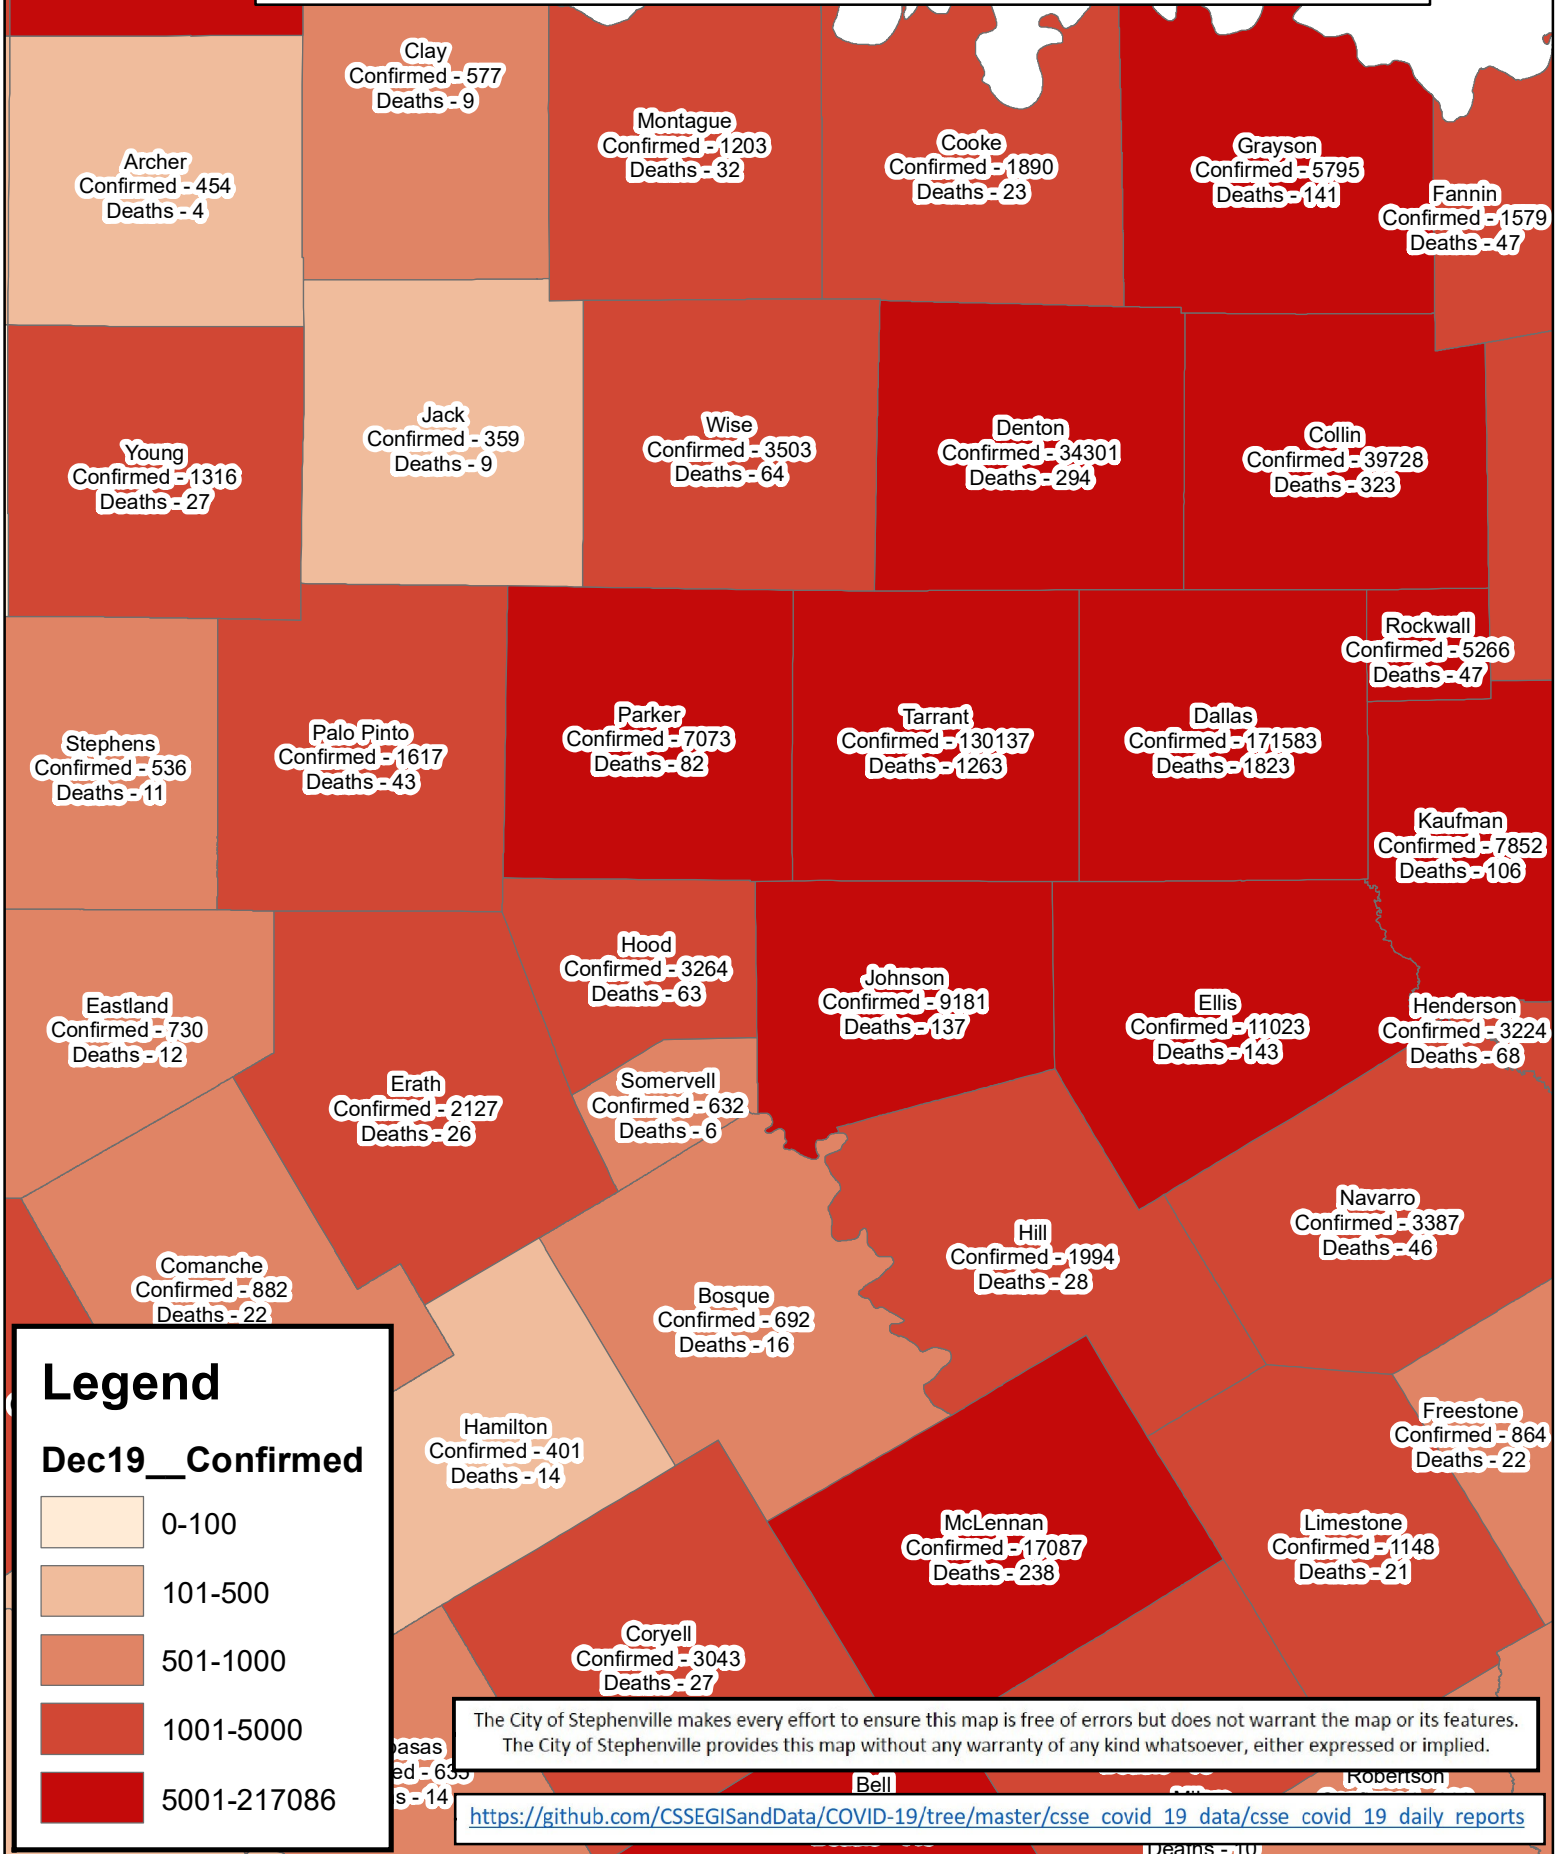 Clay
Confirmed - 577
Deaths - 9
Montague
Confirmed - 1203
Deaths - 32
Cooke
Confirmed - 1890
Deaths - 23
Grayson
Confirmed - 5795
Deaths - 141
Archer
Confirmed - 454
Deaths - 4
Fannin
Confirmed - 1579
Deaths - 47
Young
Confirmed - 1316
Deaths - 27
Jack
Confirmed - 359
Deaths - 9
Wise
Confirmed - 3503
Deaths - 64
Denton
Confirmed - 34301
Deaths - 294
Collin
Confirmed - 39728
Deaths - 323
Rockwall
Confirmed - 5266
Deaths - 47
Stephens
Confirmed - 536
Deaths - 11
Palo Pinto
Confirmed - 1617
Deaths - 43
Parker
Confirmed - 7073
Deaths - 82
Tarrant
Confirmed - 130137
Deaths - 1263
Dallas
Confirmed - 171583
Deaths - 1823
Kaufman
Confirmed - 7852
Deaths - 106
Eastland
Confirmed - 730
Deaths - 12
Hood
Confirmed - 3264
Deaths - 63
Johnson
Confirmed - 9181
Deaths - 137
Ellis
Confirmed - 11023
Deaths - 143
Henderson
Confirmed - 3224
Deaths - 68
Erath
Confirmed - 2127
Deaths - 26
Somervell
Confirmed - 632
Deaths - 6
Comanche
Confirmed - 882
Deaths - 22
Bosque
Confirmed - 692
Deaths - 16
Hill
Confirmed - 1994
Deaths - 28
Navarro
Confirmed - 3387
Deaths - 46
Hamilton
Confirmed - 401
Deaths - 14
Freestone
Confirmed - 864
Deaths - 22
McLennan
Confirmed - 17087
Deaths - 238
Limestone
Confirmed - 1148
Deaths - 21
Coryell
Confirmed - 3043
Deaths - 27
Legend
Dec19__Confirmed
0-100
101-500
501-1000
1001-5000
5001-217086
pasas
ed - 635
s - 14
The City of Stephenville makes every effort to ensure this map is free of errors but does not warrant the map or its features.
The City of Stephenville provides this map without any warranty of any kind whatsoever, either expressed or implied.
Bell
Robertson
https://github.com/CSSEGISandData/COVID-19/tree/master/csse_covid_19_data/csse_covid_19_daily_reports
Deaths - 10